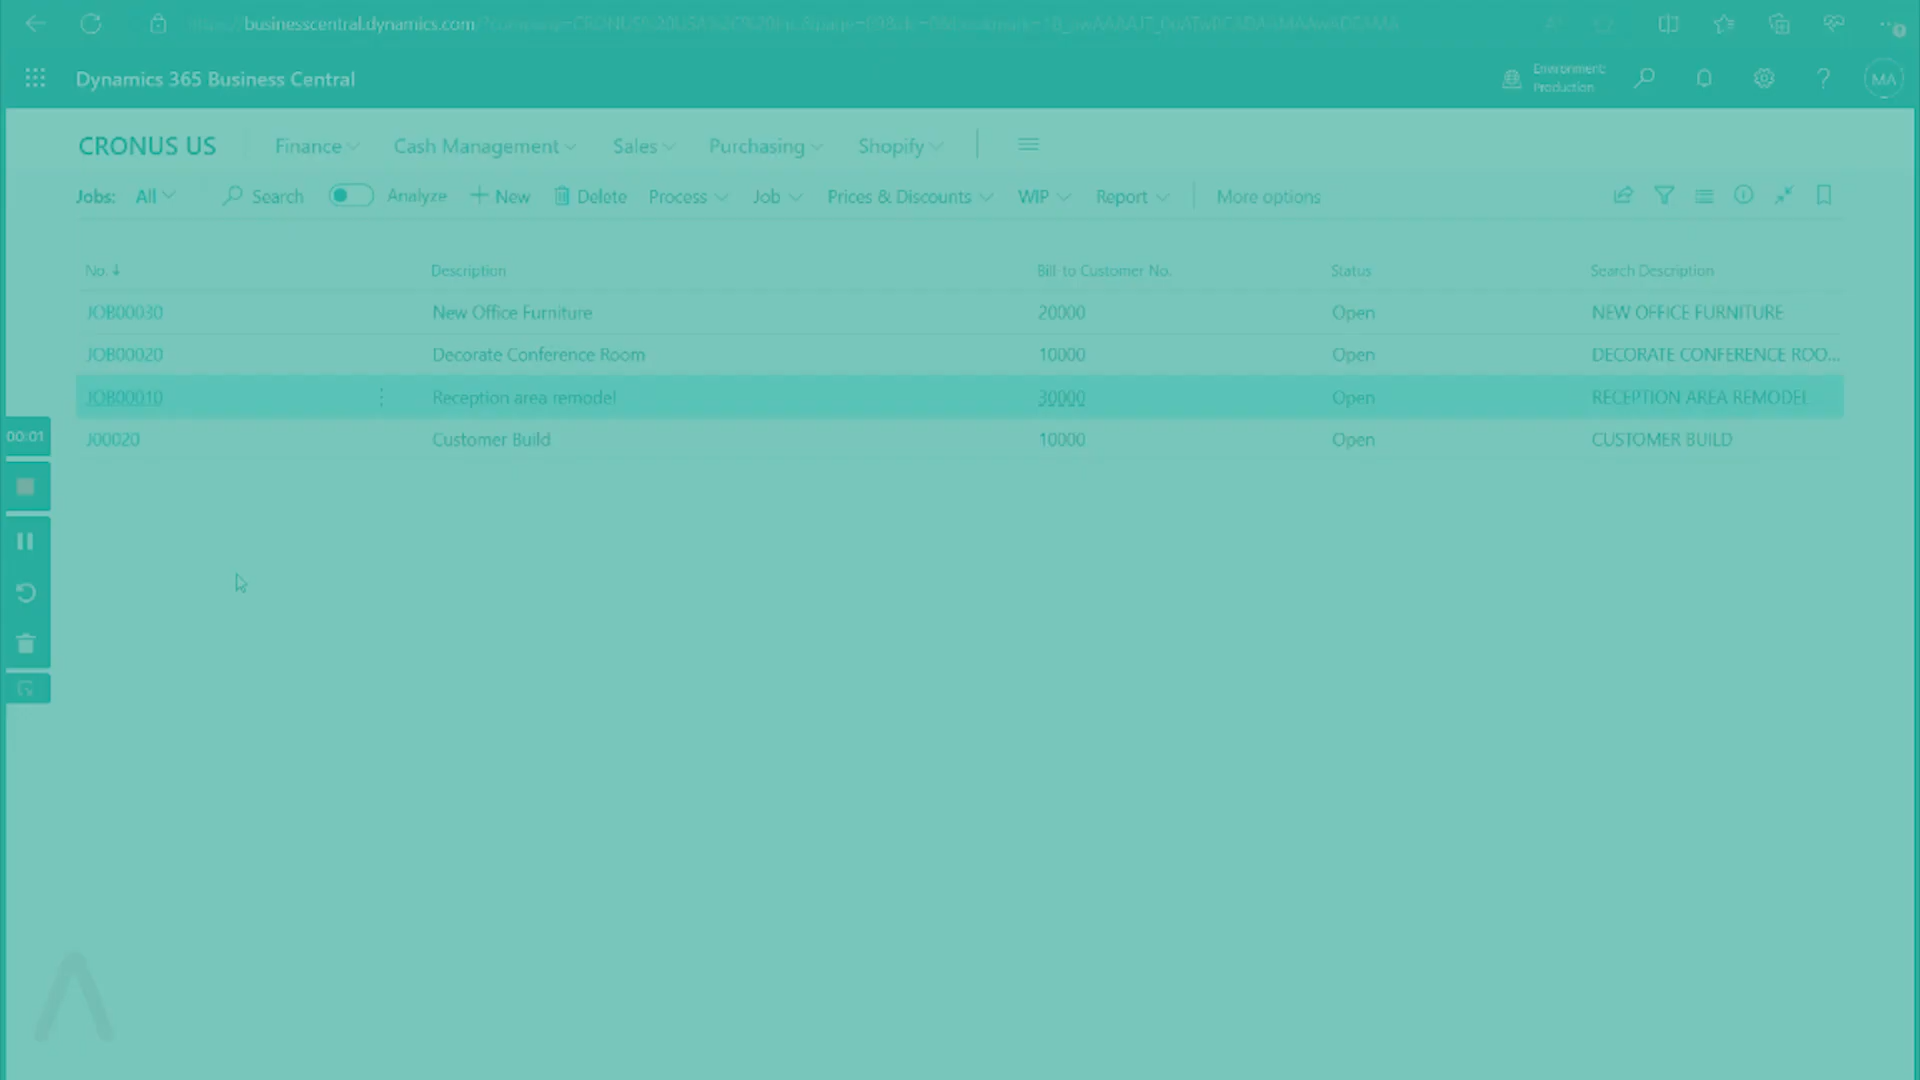 businesscentral.dynamics.com
Dynamics 365 Business Central
Environment:
Production
MA
CRONUS US Finance Cash Management Sales Purchasing Shopify
Jobs: All Search Analyze New Delete Process Job Prices & Discounts WIP Report More options
No. Description Bill-to Customer No. Status Search Description
JOB00030 New Office Furniture 20000 Open NEW OFFICE FURNITURE
JOB00020 Decorate Conference Room 10000 Open DECORATE CONFERENCE ROO...
JOB00010 Reception area remodel 30000 Open RECEPTION AREA REMODEL
J00020 Customer Build 10000 Open CUSTOMER BUILD
00:01